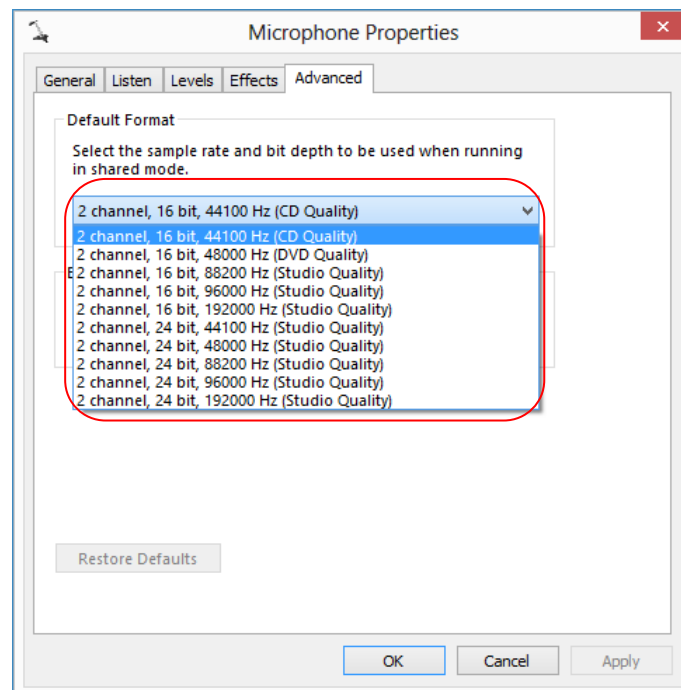 Microphone Properties
General Listen Levels Effects Advanced
Default Format
Select the sample rate and bit depth to be used when running
in shared mode.
2 channel, 16 bit, 44100 Hz (CD Quality)
2 channel, 16 bit, 44100 Hz (CD Quality)
2 channel, 16 bit, 48000 Hz (DVD Quality)
2 channel, 16 bit, 88200 Hz (Studio Quality)
2 channel, 16 bit, 96000 Hz (Studio Quality)
2 channel, 16 bit, 192000 Hz (Studio Quality)
2 channel, 24 bit, 44100 Hz (Studio Quality)
2 channel, 24 bit, 48000 Hz (Studio Quality)
2 channel, 24 bit, 88200 Hz (Studio Quality)
2 channel, 24 bit, 96000 Hz (Studio Quality)
2 channel, 24 bit, 192000 Hz (Studio Quality)
Restore Defaults
OK Cancel Apply